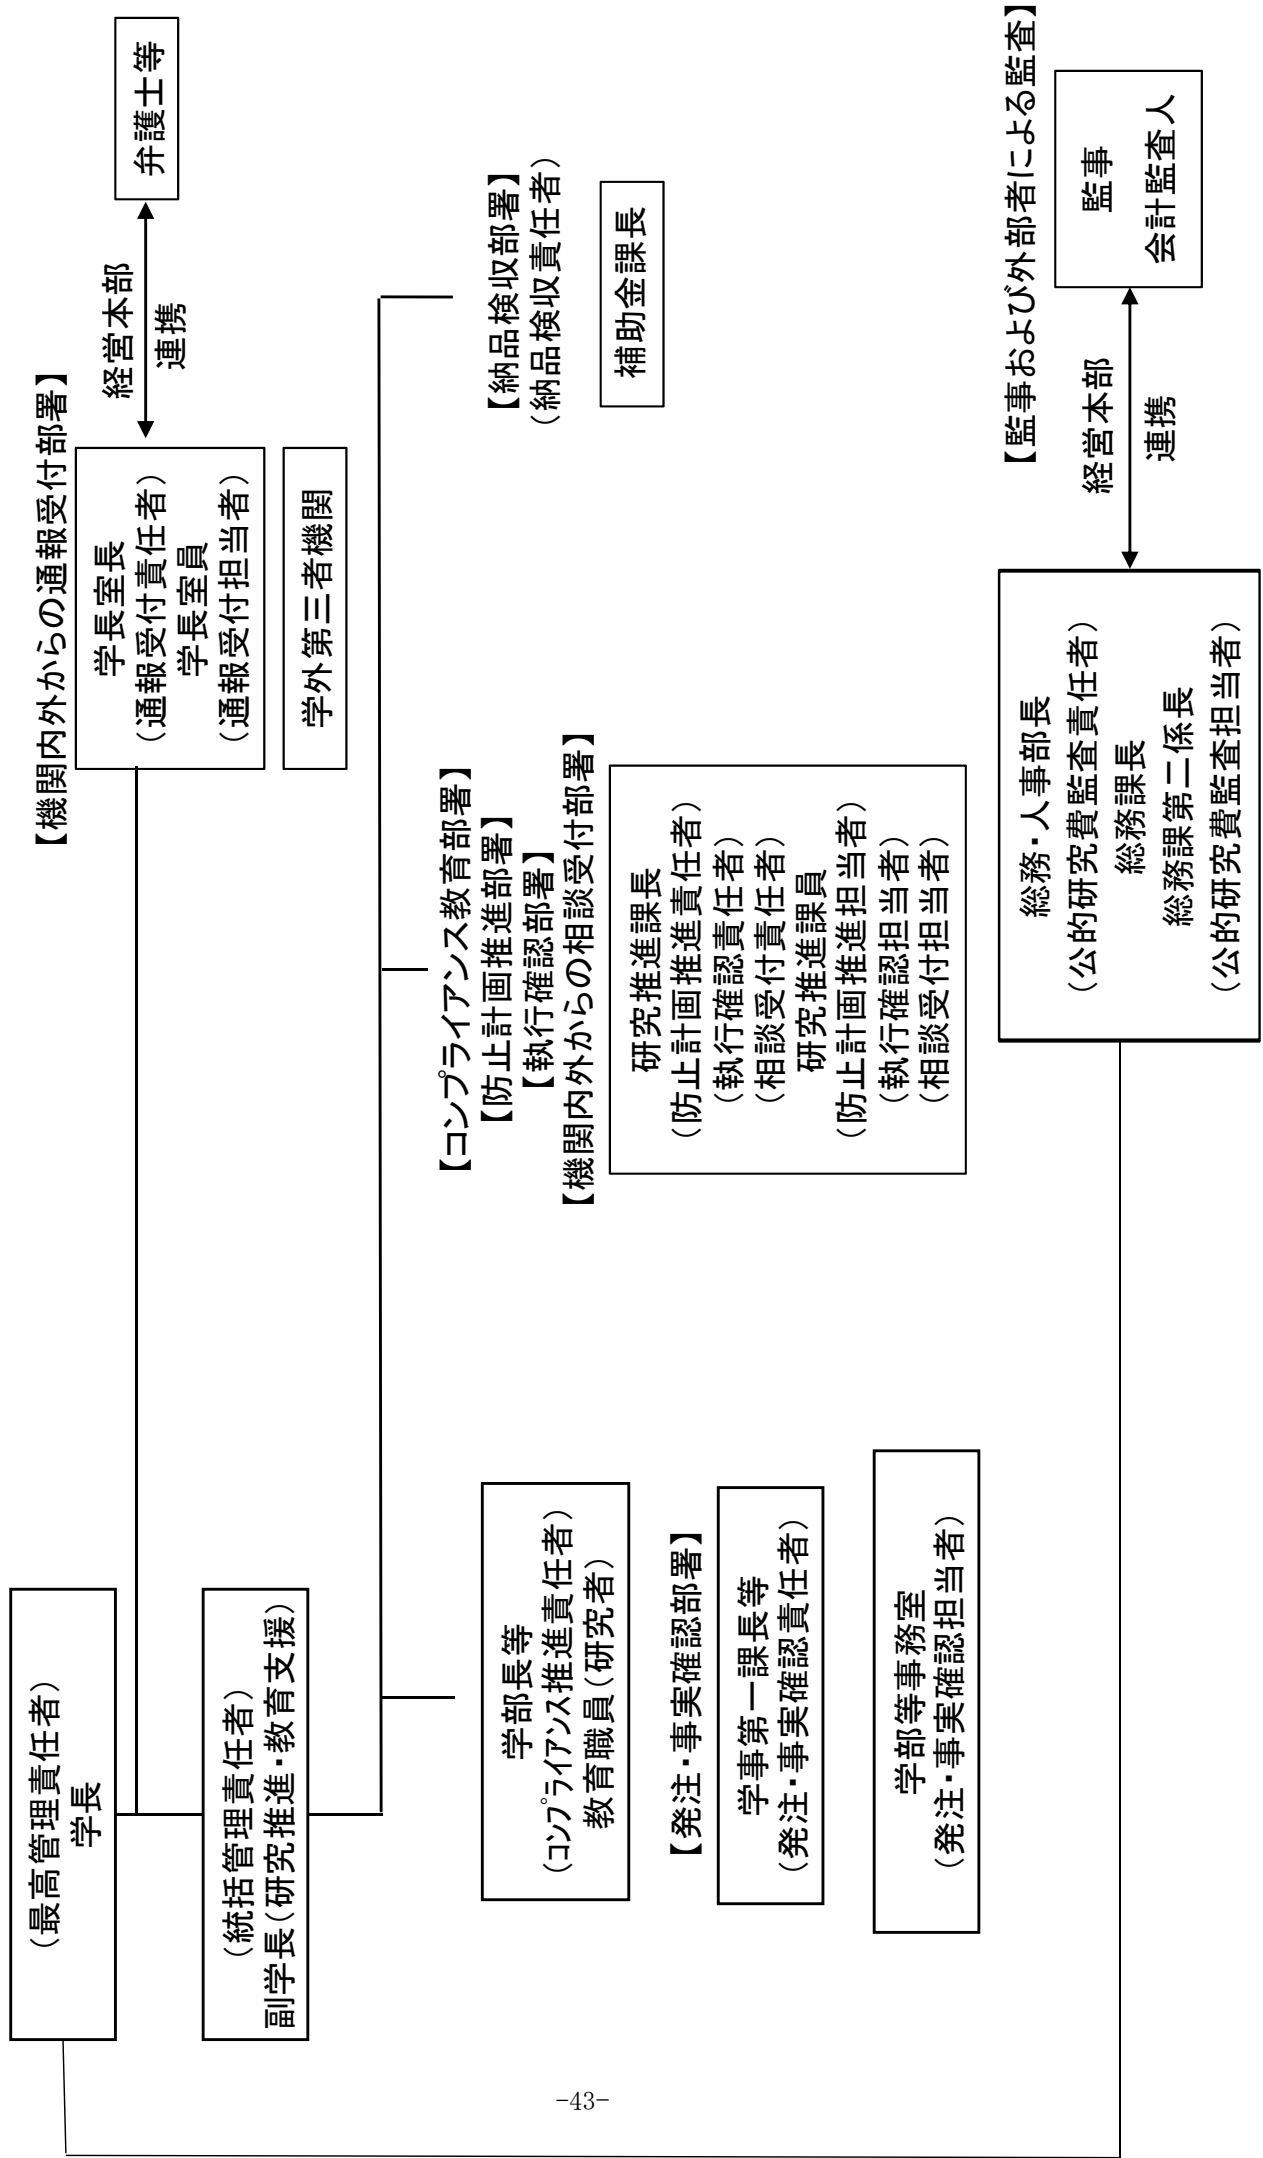 (最高管理責任者)
学長
(統括管理責任者)
副学長(研究推進・教育支援)
【機関内外からの通報受付部署】
学長室長
(通報受付責任者)
学長室員
(通報受付担当者)
学外第三者機関
経営本部
連携
弁護士等
学部長等
(コンプライアンス推進責任者)
教育職員(研究者)
【発注・事実確認部署】
学事第一課長等
(発注・事実確認責任者)
学部等事務室
(発注・事実確認担当者)
【コンプライアンス教育部署】
【防止計画推進部署】
【執行確認部署】
【機関内外からの相談受付部署】
研究推進課長
(防止計画推進責任者)
(執行確認責任者)
(相談受付責任者)
研究推進課員
(防止計画推進担当者)
(執行確認担当者)
(相談受付担当者)
【納品検収部署】
(納品検収責任者)
補助金課長
総務・人事部長
(公的研究費監査責任者)
総務課長
総務課第二係長
(公的研究費監査担当者)
【監事および外部者による監査】
経営本部
連携
監事
会計監査人
-43-